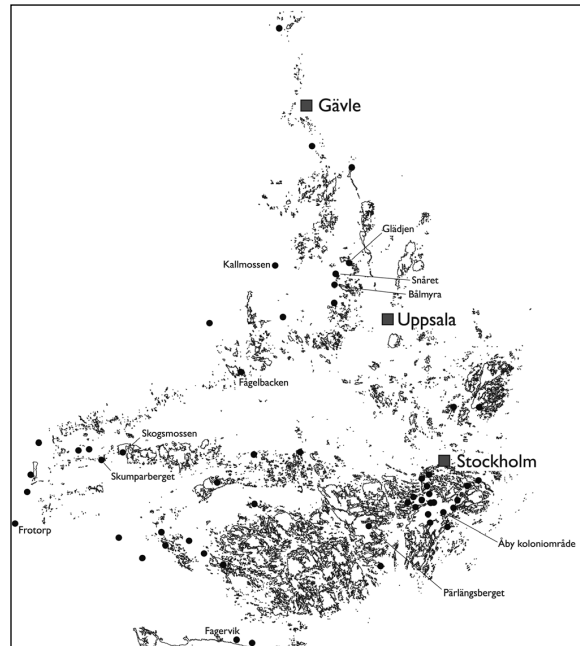 Gävle
Glädjen
Kallmossen
Snåret
Bålmyra
Uppsala
Fågelbacken
Skogsmossen
Stockholm
Skumparberget
Frotorp
Åby koloniområde
Pärlängsberget
Fagervik